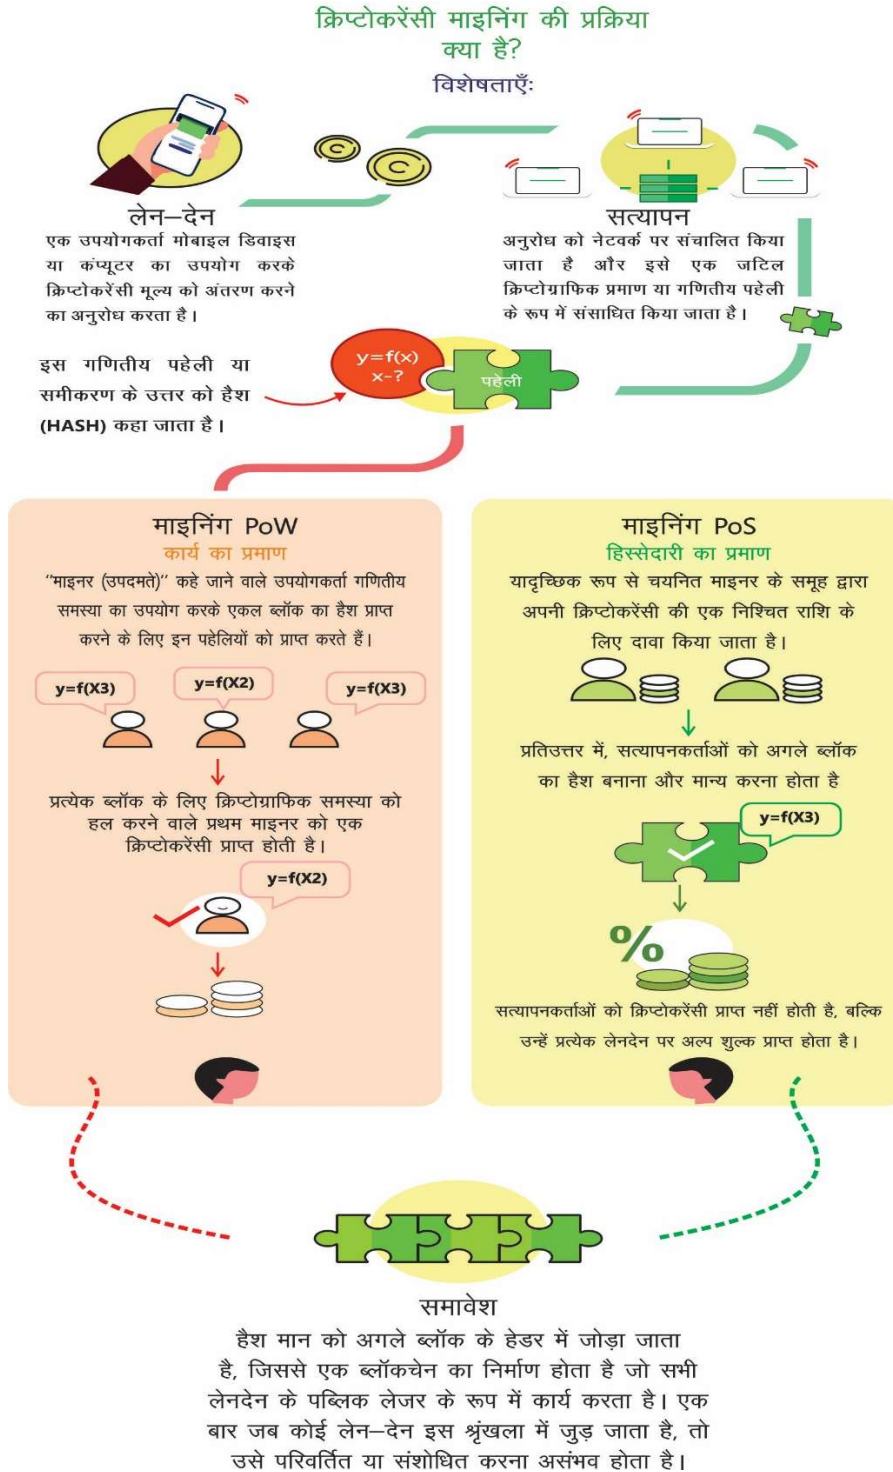 क्रिप्टोकरेंसी माइनिंग की प्रक्रिया
क्या है?
विशेषताएँः
लेन–देन
एक उपयोगकर्ता मोबाइल डिवाइस
या कंप्यूटर का उपयोग करके
क्रिप्टोकरेंसी मूल्य को अंतरण करने
का अनुरोध करता है।
सत्यापन
अनुरोध को नेटवर्क पर संचालित किया
जाता है और इसे एक जटिल
क्रिप्टोग्राफिक प्रमाण या गणितीय पहेली
के रूप में संसाधित किया जाता है।
इस गणितीय पहेली या
समीकरण के उत्तर को हैश
(HASH) कहा जाता है।
y=f(x)
x-?
पहेली
माइनिंग PoW
कार्य का प्रमाण
“माइनर (उपदमते)” कहे जाने वाले उपयोगकर्ता गणितीय
समस्या का उपयोग करके एकल ब्लॉक का हैश प्राप्त
करने के लिए इन पहेलियों को प्राप्त करते हैं।
y=f(X3)
y=f(X2)
y=f(X3)
प्रत्येक ब्लॉक के लिए क्रिप्टोग्राफिक समस्या को
हल करने वाले प्रथम माइनर को एक
क्रिप्टोकरेंसी प्राप्त होती है।
y=f(X2)
माइनिंग PoS
हिस्सेदारी का प्रमाण
यादृच्छिक रूप से चयनित माइनर के समूह द्वारा
अपनी क्रिप्टोकरेंसी की एक निश्चित राशि के
लिए दावा किया जाता है।
प्रतिउत्तर में, सत्यापनकर्ताओं को अगले ब्लॉक
का हैश बनाना और मान्य करना होता है
y=f(X3)
%
सत्यापनकर्ताओं को क्रिप्टोकरेंसी प्राप्त नहीं होती है, बल्कि
उन्हें प्रत्येक लेनदेन पर अल्प शुल्क प्राप्त होता है।
समावेश
हैश मान को अगले ब्लॉक के हेडर में जोड़ा जाता
है, जिससे एक ब्लॉकचेन का निर्माण होता है जो सभी
लेनदेन के पब्लिक लेजर के रूप में कार्य करता है। एक
बार जब कोई लेन–देन इस श्रृंखला में जुड़ जाता है, तो
उसे परिवर्तित या संशोधित करना असंभव होता है।